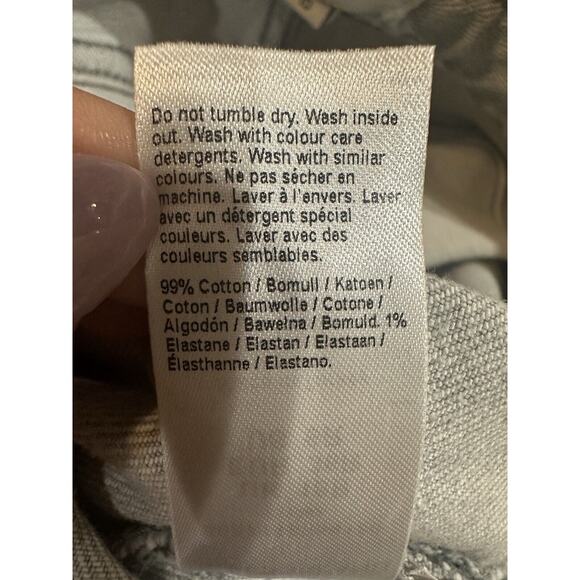 Do not tumble dry. Wash inside
out. Wash with colour care
detergents. Wash with similar
colours. Ne pas sécher en
machine. Laver à l'envers. Laver
avec un détergent spécial
couleurs. Laver avec des
couleurs semblables.
99% Cotton / Bomull / Katoen /
Coton / Baumwolle / Cotone /
Algodón / Bawełna / Bomuld. 1%
Elastane / Elastan / Elastaan /
Élasthanne / Elastano.